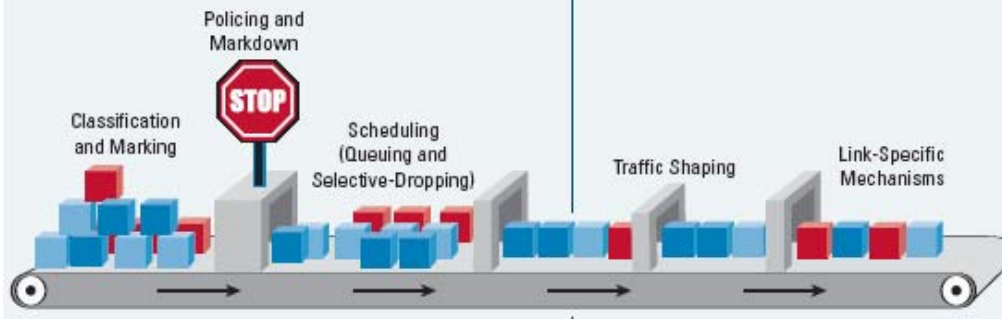 Policing and
Markdown
STOP
Classification
and Marking
Scheduling
(Queuing and
Selective-Dropping)
Traffic Shaping
Link-Specific
Mechanisms